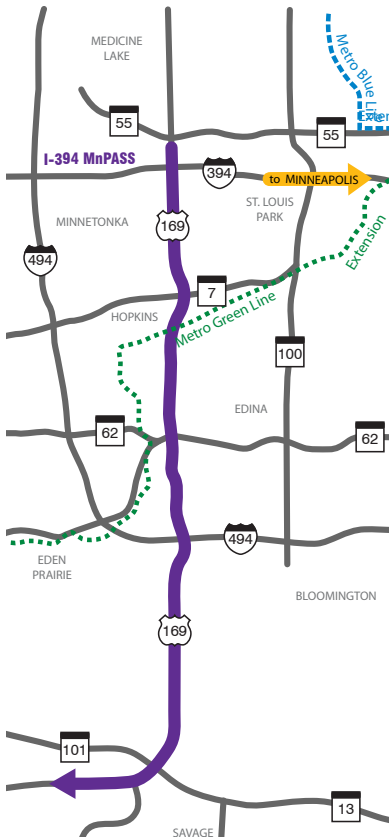 MEDICINE
LAKE
Metro Blue Line
Exten
55
55
I-394 MnPASS
394
to MINNEAPOLIS
169
MINNETONKA
ST. LOUIS
PARK
494
Extension
7
HOPKINS
Metro Green Line
100
EDINA
62
62
494
EDEN
PRAIRIE
BLOOMINGTON
169
101
13
SAVAGE